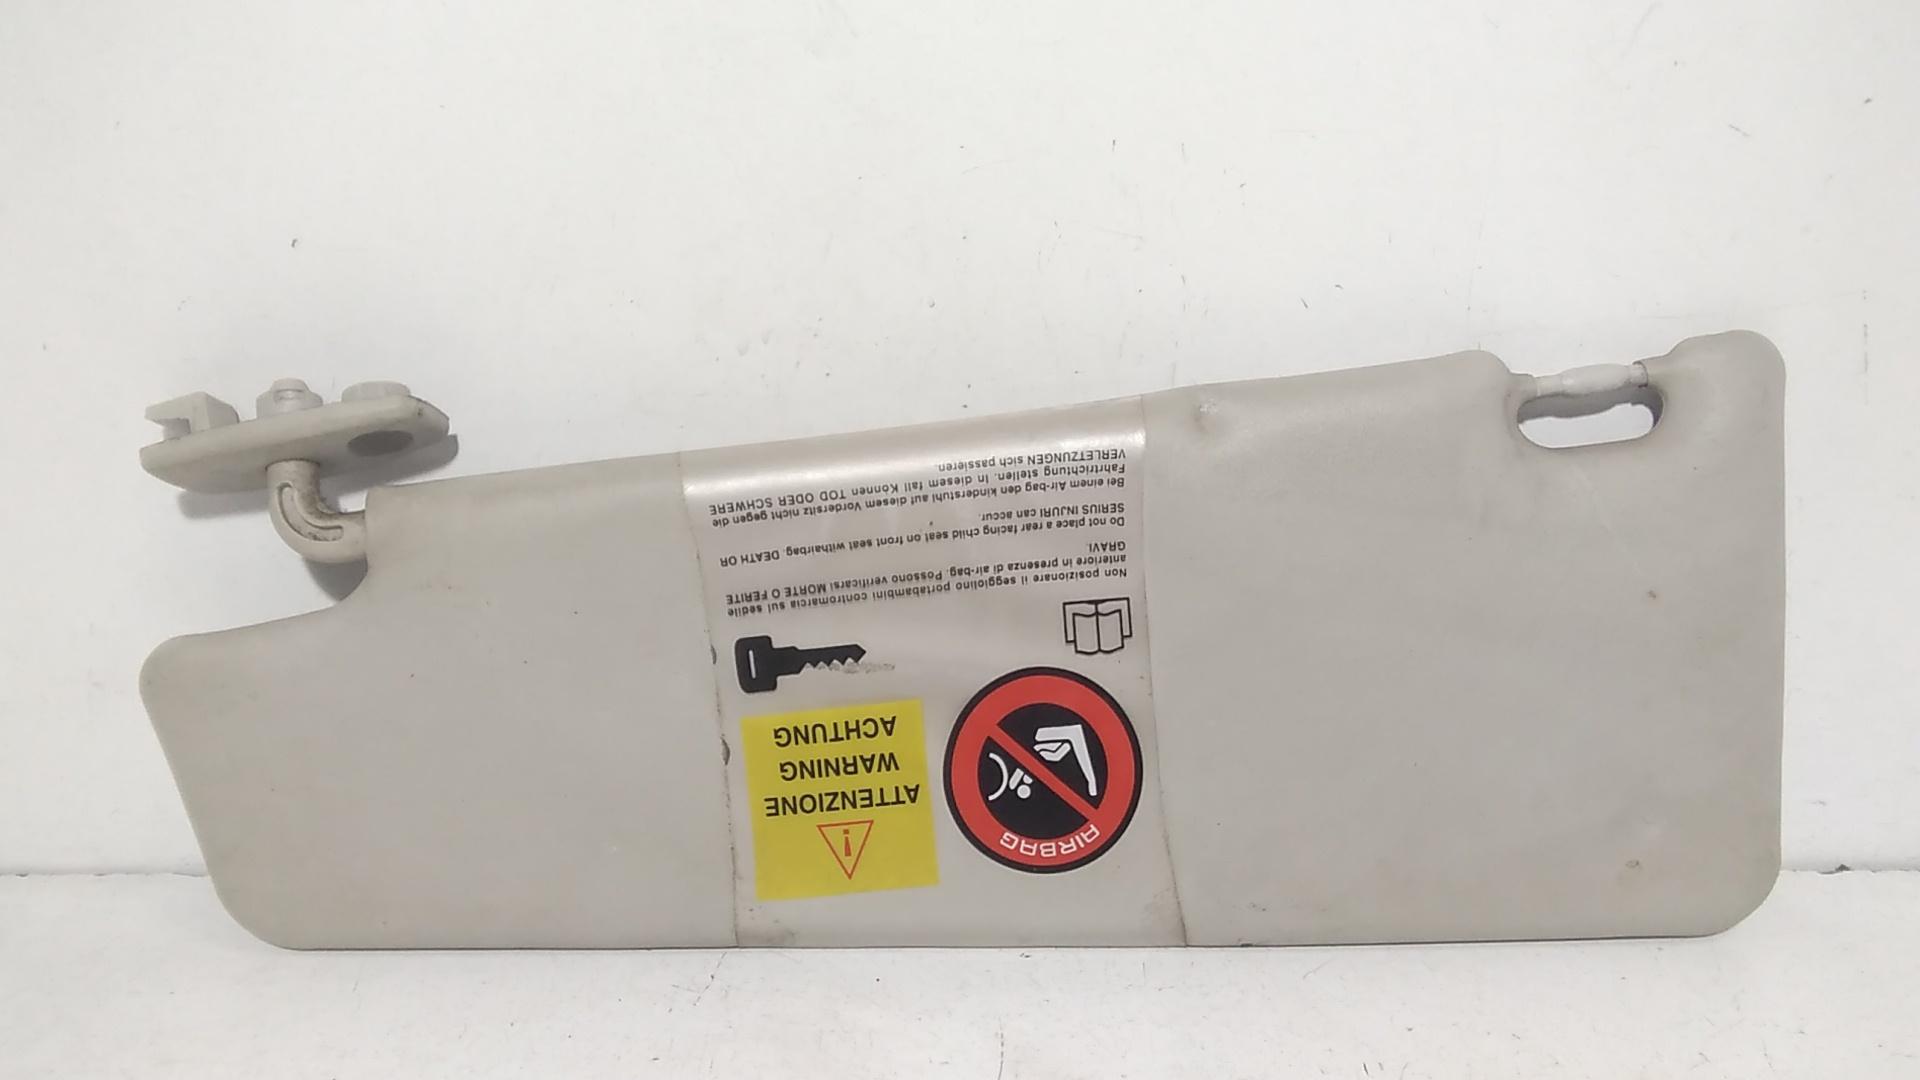 ATTENZIONE
WARNING
ACHTUNG
AIRBAG
Non posizionare il seggiolino portabambini contromarcia sul sedile
anteriore in presenza di air-bag. Possono verificarsi MORTE O FERITE
GRAVI.
Do not place a rear facing child seat on front seat withairbag. DEATH OR
SERIUS INJURI can accur.
Bei einem Air-bag den kinderstuhl auf diesem Vordersitz nicht gegen die
Fahrtrichtung stellen. In diesem fall Können TOD ODER SCHWERE
VERLETZUNGEN sich passieren.